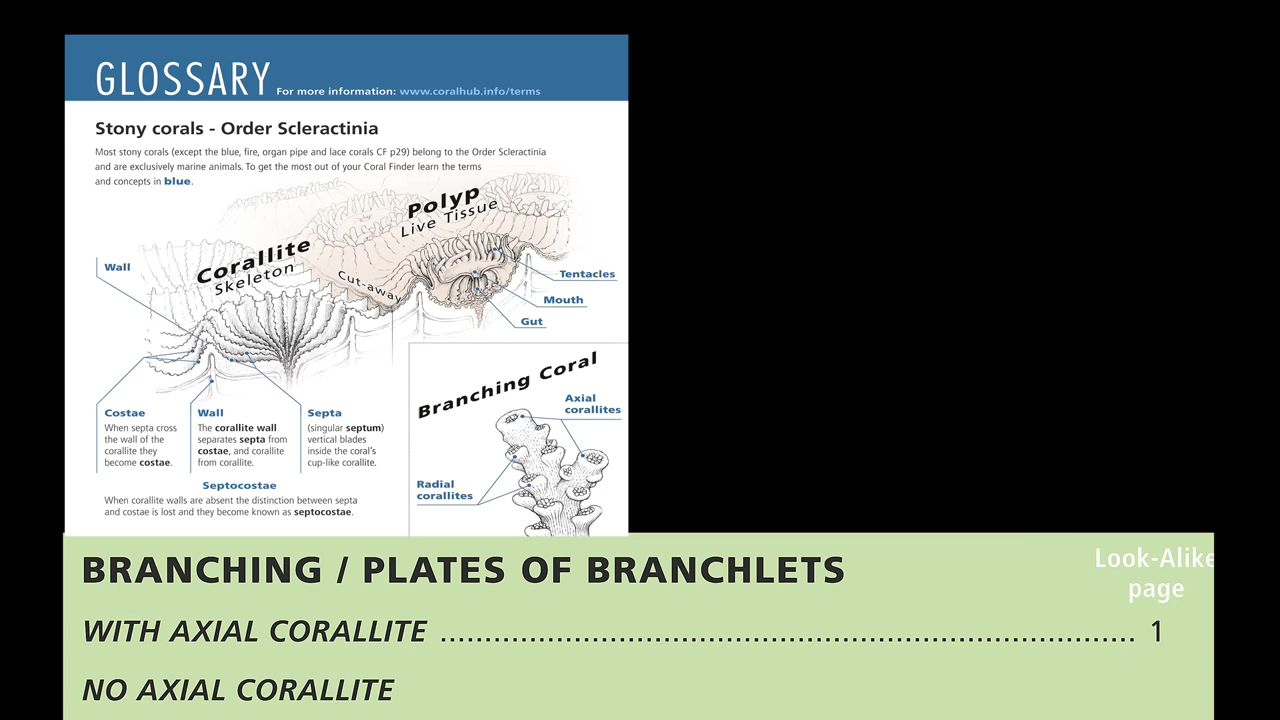 GLOSSARY For more information: www.coralhub.info/terms
Stony corals - Order Scleractinia
Most stony corals (except the blue, fire, organ pipe and lace corals CF p29) belong to the Order Scleractinia
and are exclusively marine animals. To get the most out of your Coral Finder learn the terms
and concepts in blue.
Polyp
Live Tissue
Corallite
Skeleton
Cut-away
Wall
Tentacles
Mouth
Gut
Costae
When septa cross
the wall of the
corallite they
become costae.
Wall
The corallite wall
separates septa from
costae, and corallite
from corallite.
Septa
(singular septum)
vertical blades
inside the coral's
cup-like corallite.
Septocostae
When corallite walls are absent the distinction between septa
and costae is lost and they become known as septocostae.
Branching Coral
Axial
corallites
Radial
corallites
BRANCHING / PLATES OF BRANCHLETS
Look-Alike
page
WITH AXIAL CORALLITE ............................................................................... 1
NO AXIAL CORALLITE